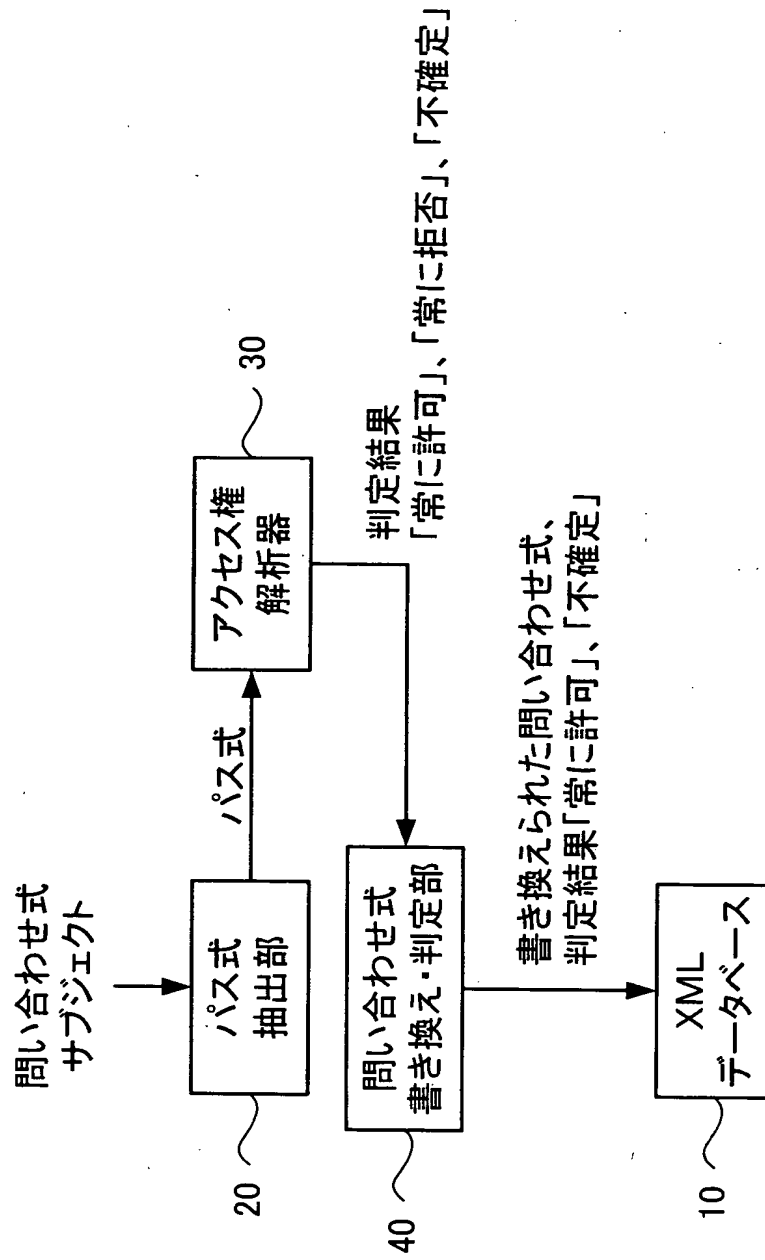 問い合わせ式
サブジェクト
パス式
抽出部
20
パス式
アクセス権
解析器
30
判定結果
「常に許可」、「常に拒否」、「不確定」
問い合わせ式
書き換え・判定部
40
書き換えられた問い合わせ式、
判定結果「常に許可」、「不確定」
XML
データベース
10